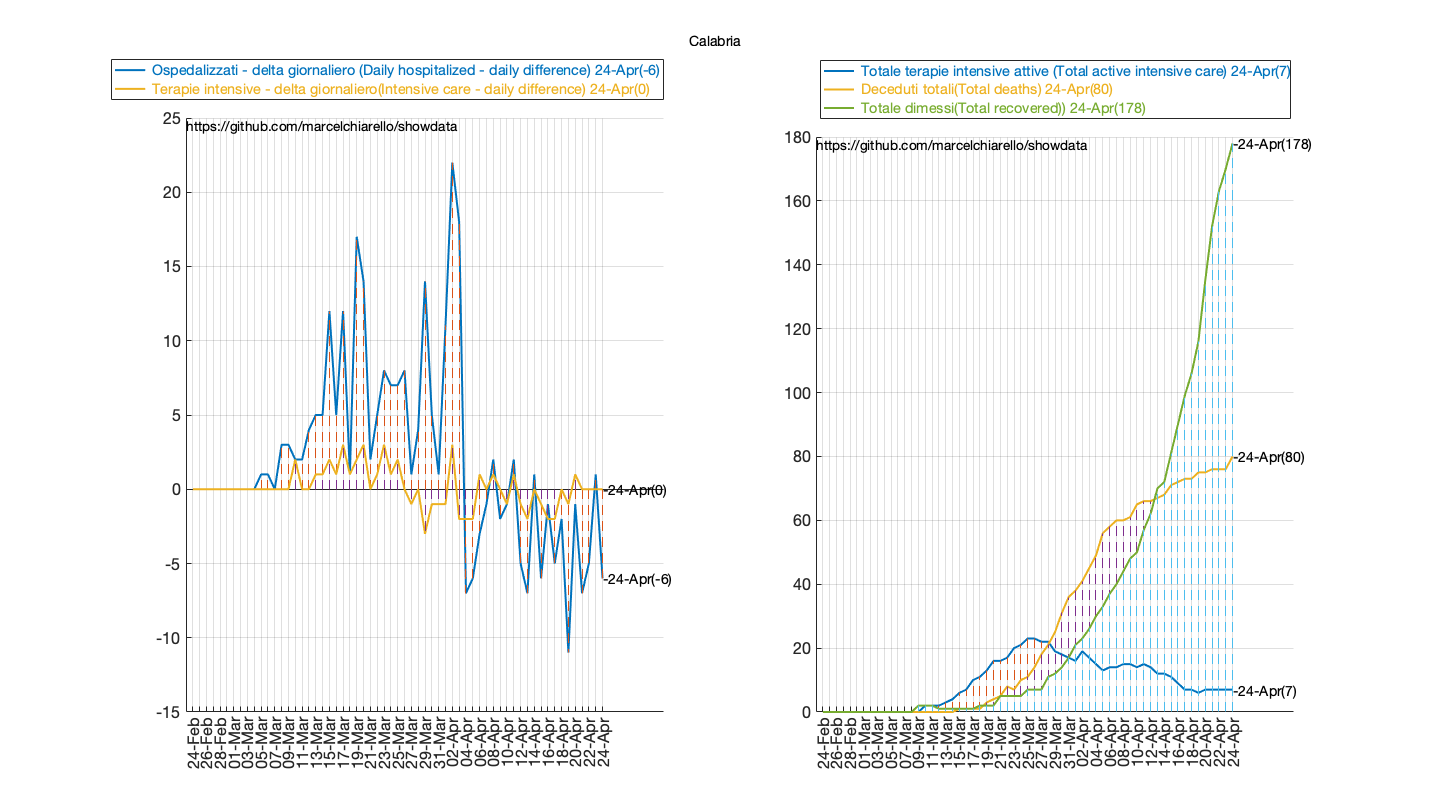 Calabria
Ospedalizzati - delta giornaliero (Daily hospitalized - daily difference) 24-Apr(-6)
Terapie intensive - delta giornaliero(Intensive care - daily difference) 24-Apr(0)
25
https://github.com/marcelchiarello/showdata
20
15
10
5
0
-5
-10
-15
-24-Apr(0)
-24-Apr(-6)
24-Feb
26-Feb
28-Feb
01-Mar
03-Mar
05-Mar
07-Mar
09-Mar
11-Mar
13-Mar
15-Mar
17-Mar
19-Mar
21-Mar
23-Mar
25-Mar
27-Mar
29-Mar
31-Mar
02-Apr
04-Apr
06-Apr
08-Apr
10-Apr
12-Apr
14-Apr
16-Apr
18-Apr
20-Apr
22-Apr
24-Apr
Totale terapie intensive attive (Total active intensive care) 24-Apr(7)
Deceduti totali(Total deaths) 24-Apr(80)
Totale dimessi(Total recovered)) 24-Apr(178)
180
https://github.com/marcelchiarello/showdata
160
140
120
100
80
60
40
20
0
-24-Apr(178)
-24-Apr(80)
-24-Apr(7)
24-Feb
26-Feb
28-Feb
01-Mar
03-Mar
05-Mar
07-Mar
09-Mar
11-Mar
13-Mar
15-Mar
17-Mar
19-Mar
21-Mar
23-Mar
25-Mar
27-Mar
29-Mar
31-Mar
02-Apr
04-Apr
06-Apr
08-Apr
10-Apr
12-Apr
14-Apr
16-Apr
18-Apr
20-Apr
22-Apr
24-Apr